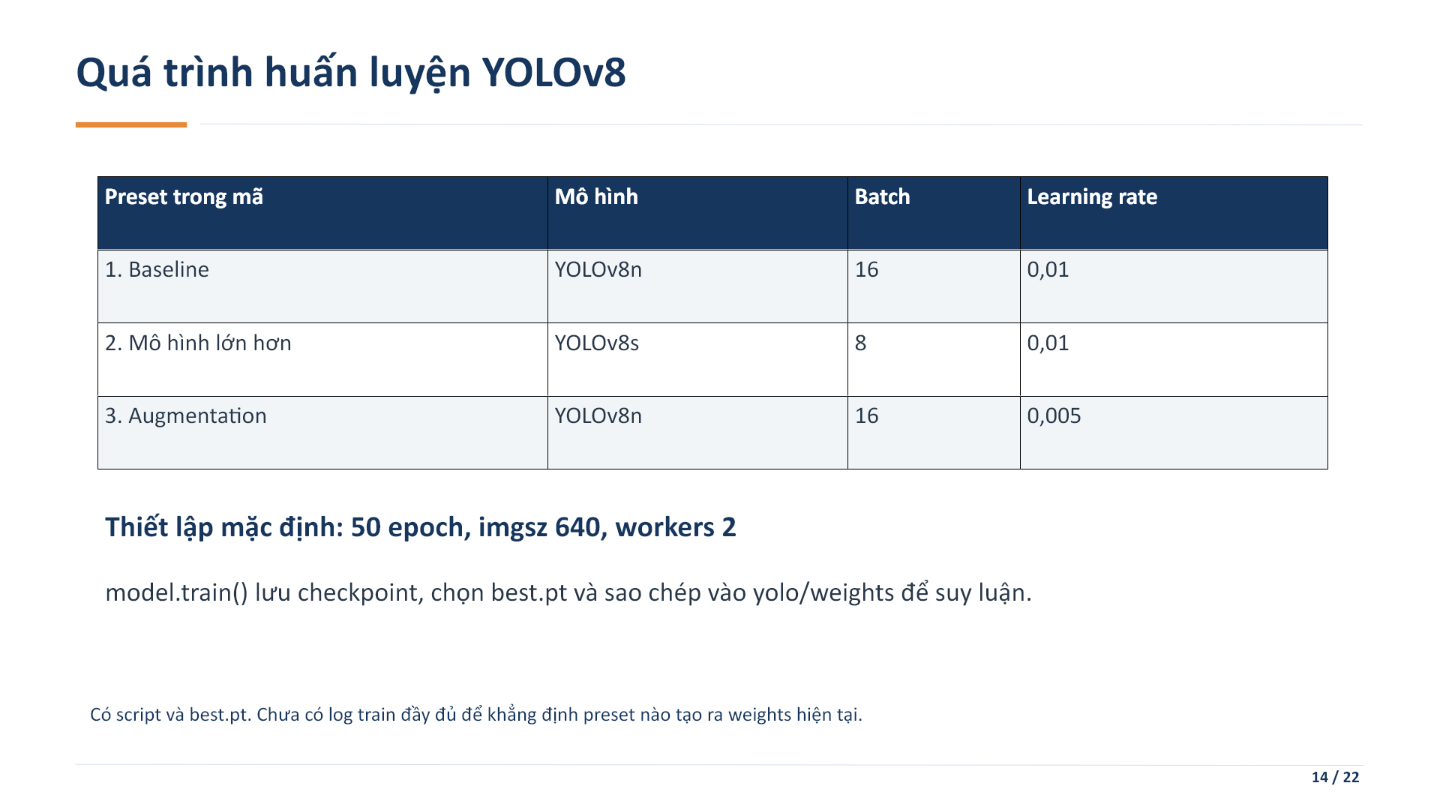 Quá trình huấn luyện YOLOv8
Preset trong mã Mô hình Batch Learning rate
1. Baseline YOLOv8n 16 0,01
2. Mô hình lớn hơn YOLOv8s 8 0,01
3. Augmentation YOLOv8n 16 0,005
Thiết lập mặc định: 50 epoch, imgsz 640, workers 2
model.train() lưu checkpoint, chọn best.pt và sao chép vào yolo/weights để suy luận.
Có script và best.pt. Chưa có log train đầy đủ để khẳng định preset nào tạo ra weights hiện tại.
14 / 22